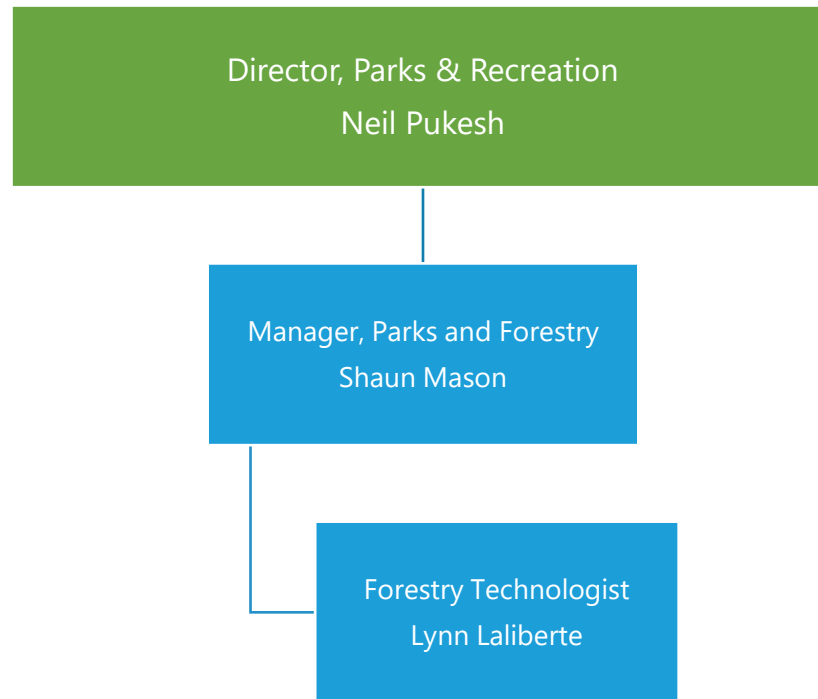 Director, Parks & Recreation
Neil Pukesh
Manager, Parks and Forestry
Shaun Mason
Forestry Technologist
Lynn Laliberte